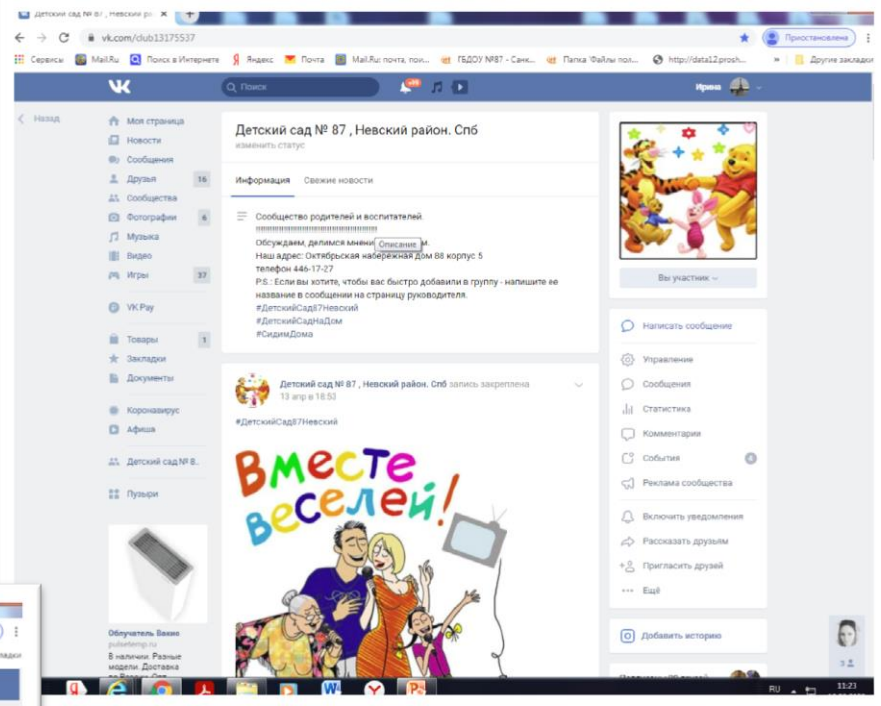 Детский сад № 87, Невский ра
vk.com/club13175537
Приостановлена
Сервисы Mail.Ru Поиск в Интернете Яндекс Почта Mail.Ru: почта, пои... ГБДОУ №87 - Санк... Папка 'Файлы пол... http://data12.prosh... » Другие закладки
Поиск
Ирина
Назад
Моя страница
Новости
Сообщения
Друзья 16
Сообщества
Фотографии 6
Музыка
Видео
Игры 37
VK Pay
Товары 1
Закладки
Документы
Коронавирус
Афиша
Детский сад № 8..
Пузыри
Облучатель Вакио
pulsetemp.ru
В наличии. Разные
модели. Доставка
Детский сад № 87 , Невский район. Спб
изменить статус
Информация Свежие новости
Сообщество родителей и воспитателей.
Обсуждаем, делимся мнени Описание м.
Наш адрес: Октябрьская набережная дом 88 корпус 5
телефон 446-17-27
P.S.: Если вы хотите, чтобы вас быстро добавили в группу - напишите ее
название в сообщении на страницу руководителя.
#ДетскийСад87Невский
#ДетскийСадНаДом
#СидимДома
Детский сад № 87 , Невский район. Спб запись закреплена
13 апр в 18:53
#ДетскийСад87Невский
Вместе
веселей!
Вы участник
Написать сообщение
Управление
Сообщения
Статистика
Комментарии
События 4
Реклама сообщества
Включить уведомления
Рассказать друзьям
Пригласить друзей
Ещё
Добавить историю
3
RU
11:23